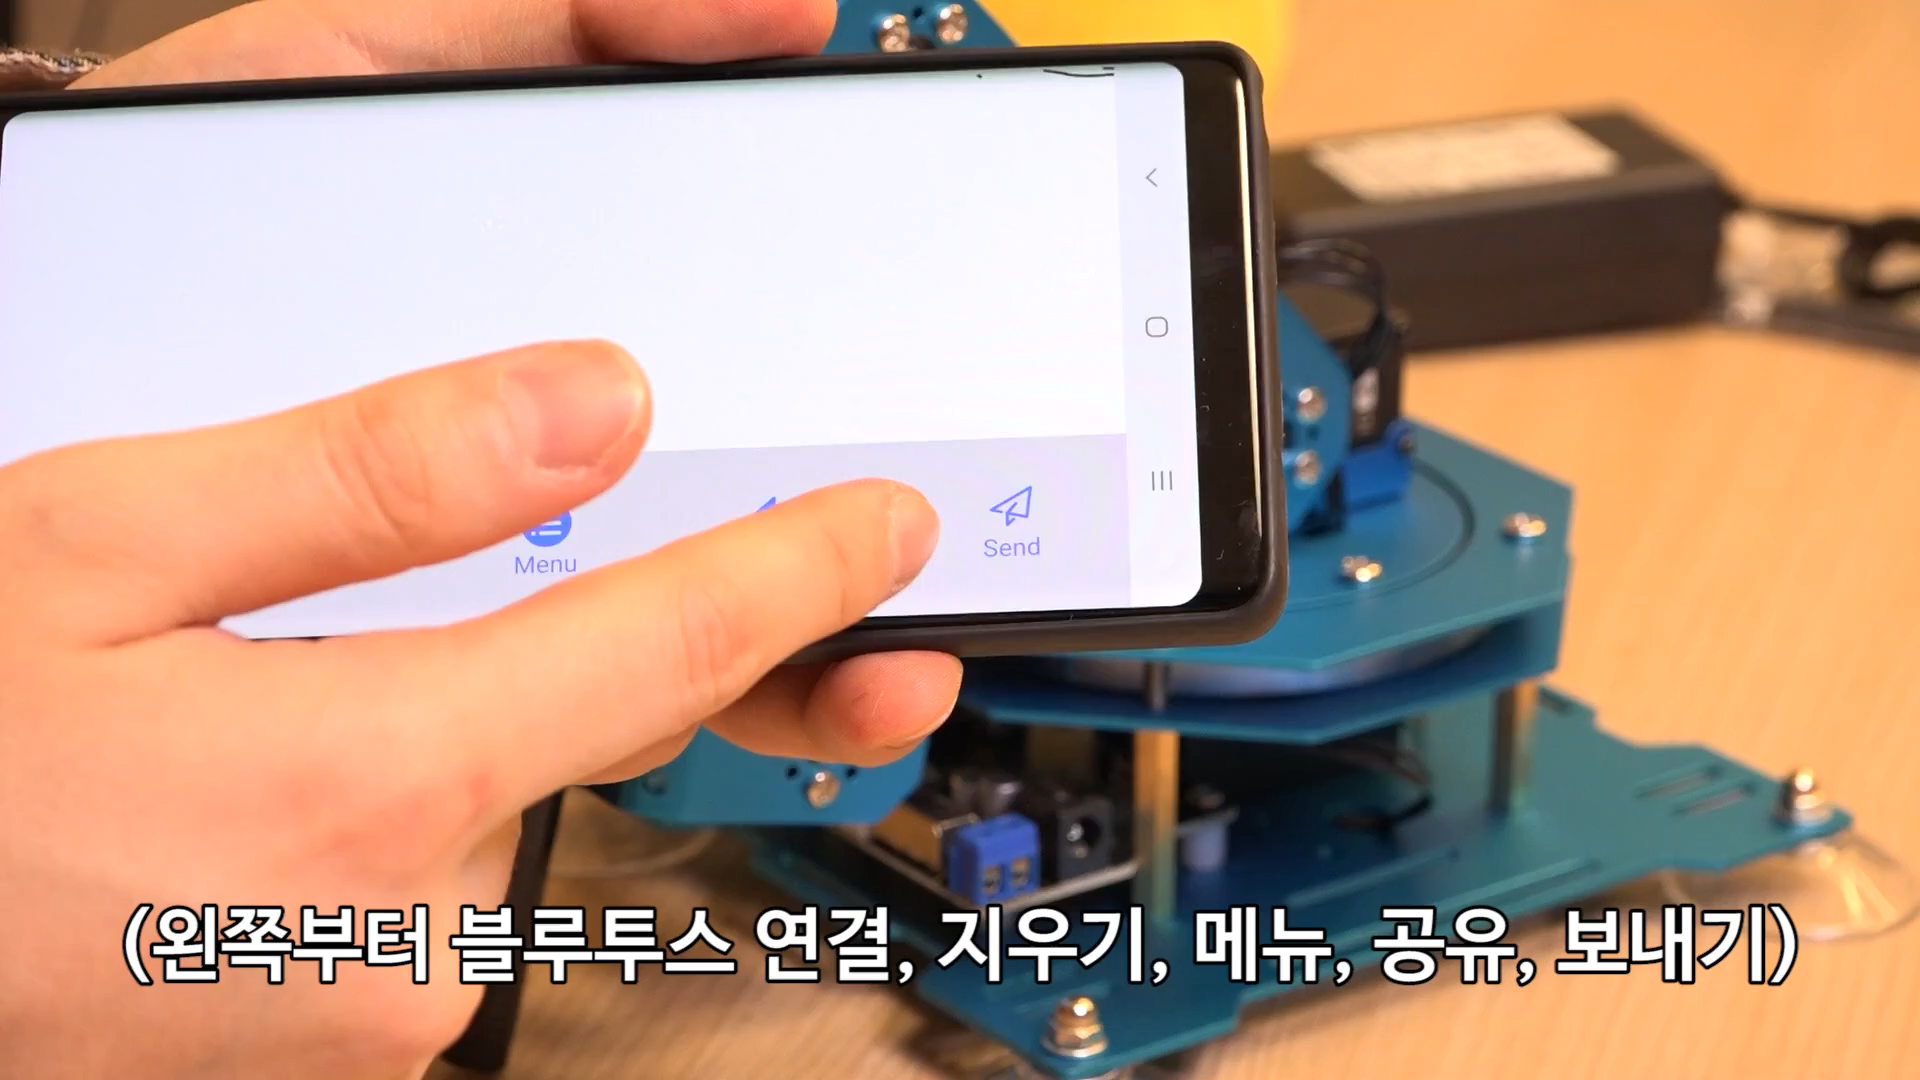 Menu
Send
(왼쪽부터 블루투스 연결, 지우기, 메뉴, 공유, 보내기)